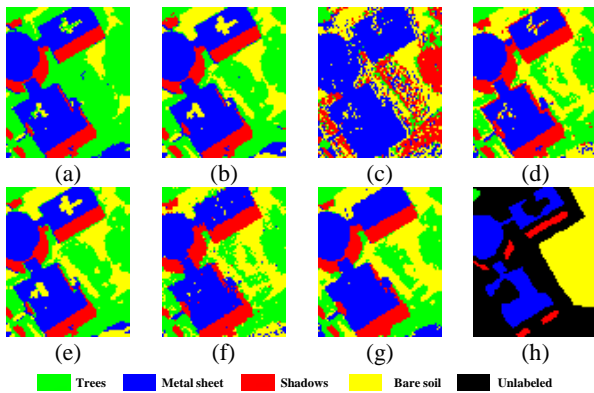 (a) (b) (c) (d)
(e) (f) (g) (h)
Trees Metal sheet Shadows Bare soil Unlabeled